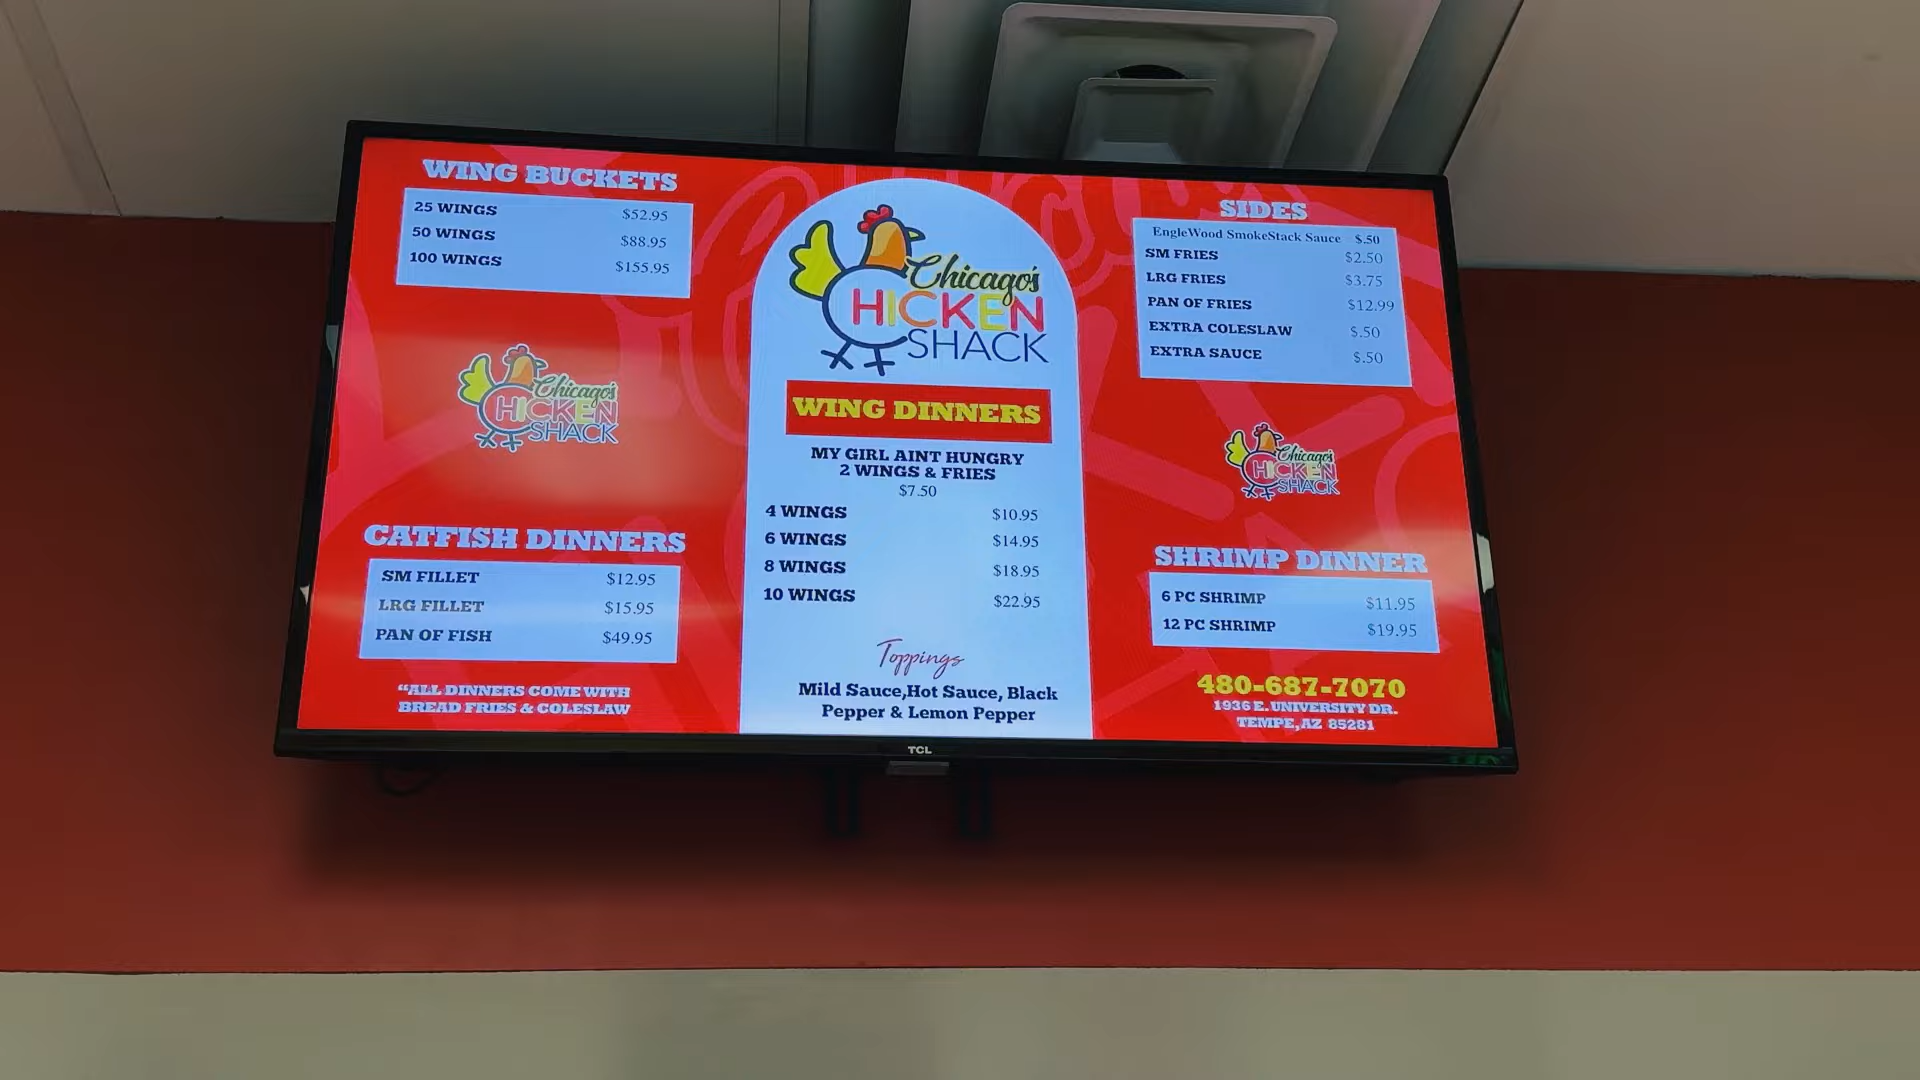 WING BUCKETS
25 WINGS $52.95
50 WINGS $88.95
100 WINGS $155.95
Chicago's
CHICKEN
SHACK
CATFISH DINNERS
SM FILLET $12.95
LRG FILLET $15.95
PAN OF FISH $49.95
“ALL DINNERS COME WITH
BREAD FRIES & COLESLAW
Chicago's
CHICKEN
SHACK
WING DINNERS
MY GIRL AINT HUNGRY
2 WINGS & FRIES
$7.50
4 WINGS $10.95
6 WINGS $14.95
8 WINGS $18.95
10 WINGS $22.95
Toppings
Mild Sauce,Hot Sauce, Black
Pepper & Lemon Pepper
SIDES
EngleWood SmokeStack Sauce $.50
SM FRIES $2.50
LRG FRIES $3.75
PAN OF FRIES $12.99
EXTRA COLESLAW $.50
EXTRA SAUCE $.50
Chicago's
CHICKEN
SHACK
SHRIMP DINNER
6 PC SHRIMP $11.95
12 PC SHRIMP $19.95
480-687-7070
1936 E. UNIVERSITY DR.
TEMPE, AZ 85281
TCL